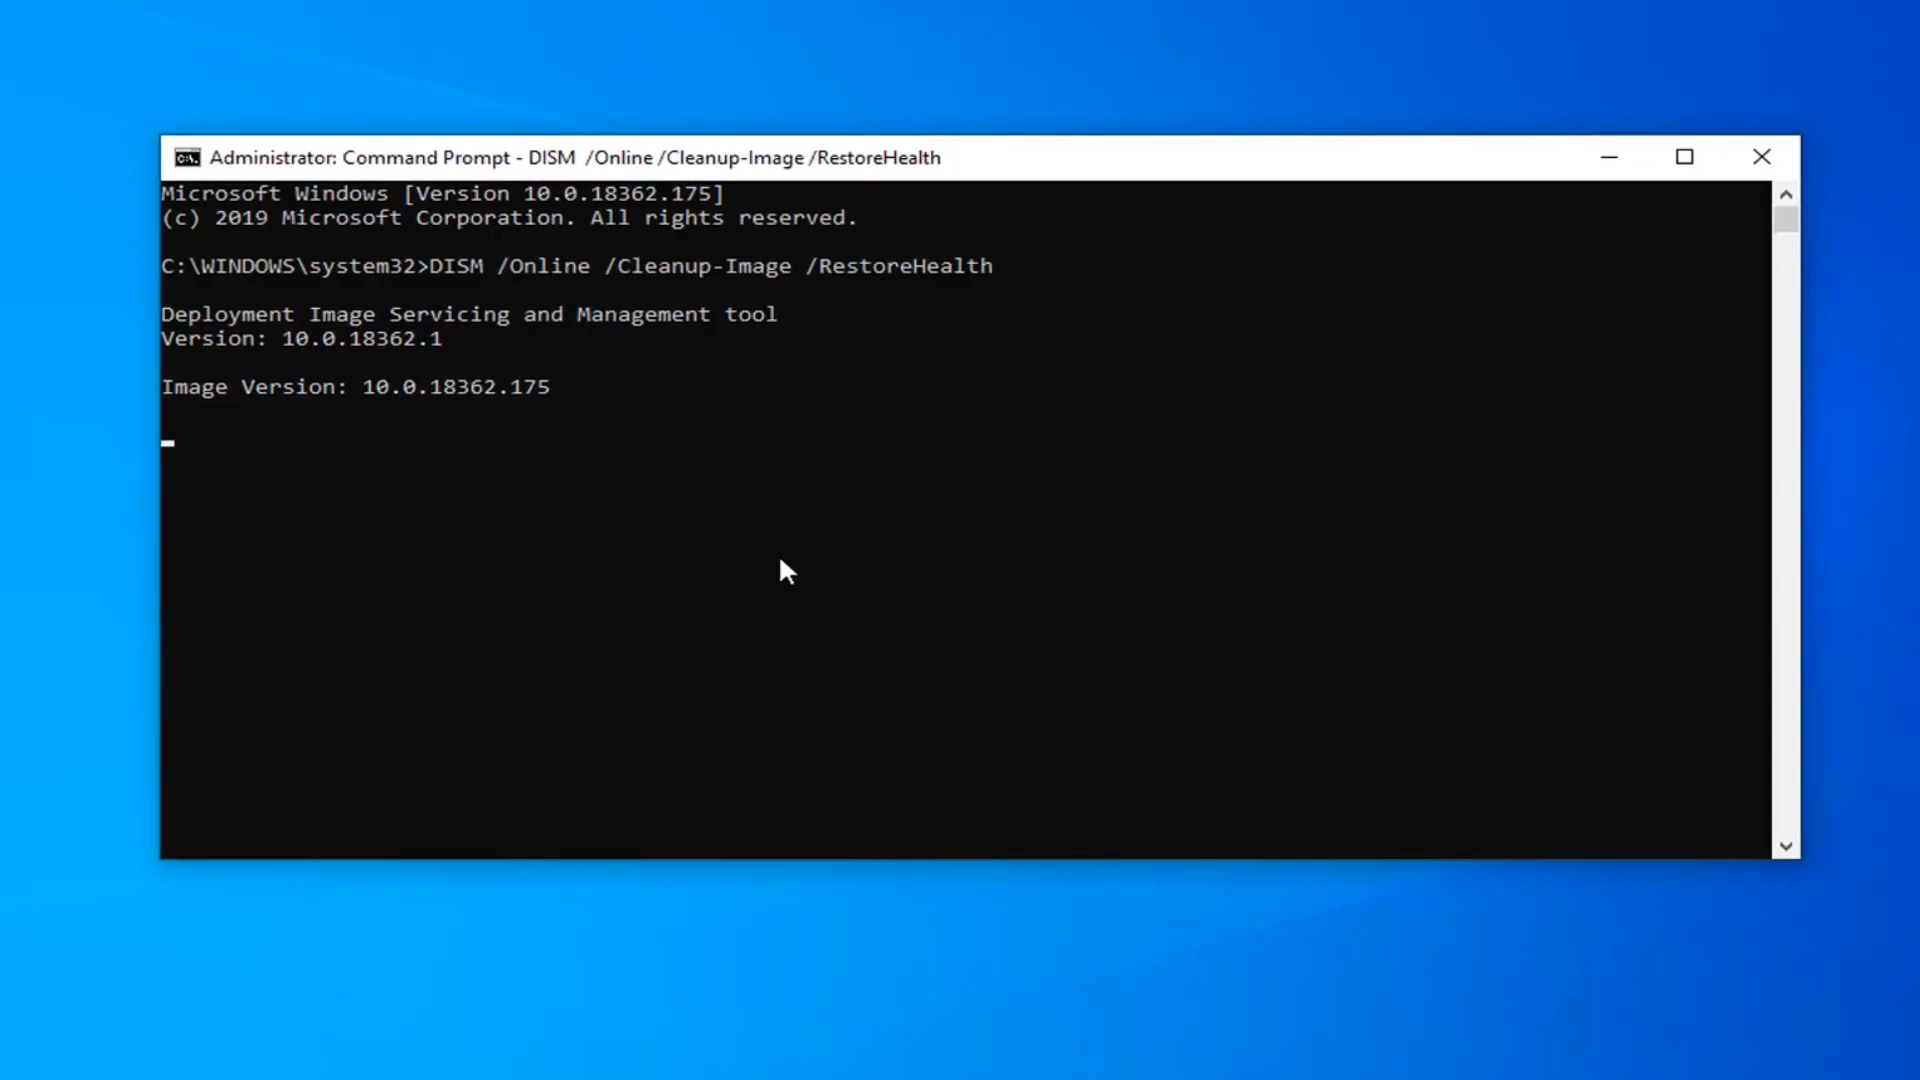 Administrator: Command Prompt - DISM  /Online /Cleanup-Image /RestoreHealth
Microsoft Windows [Version 10.0.18362.175]
(c) 2019 Microsoft Corporation. All rights reserved.
C:\WINDOWS\system32>DISM /Online /Cleanup-Image /RestoreHealth
Deployment Image Servicing and Management tool
Version: 10.0.18362.1
Image Version: 10.0.18362.175